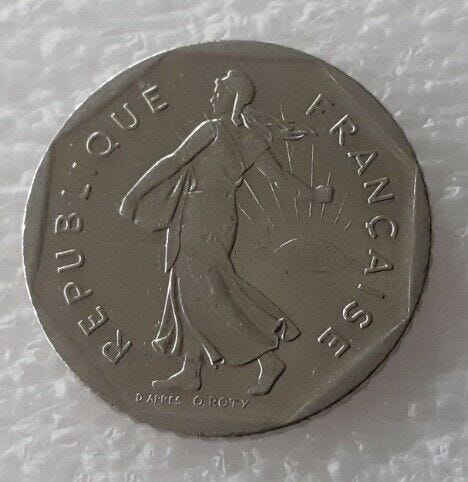 REPUBLIQUE FRANÇAISE
D'APRES O. ROTY